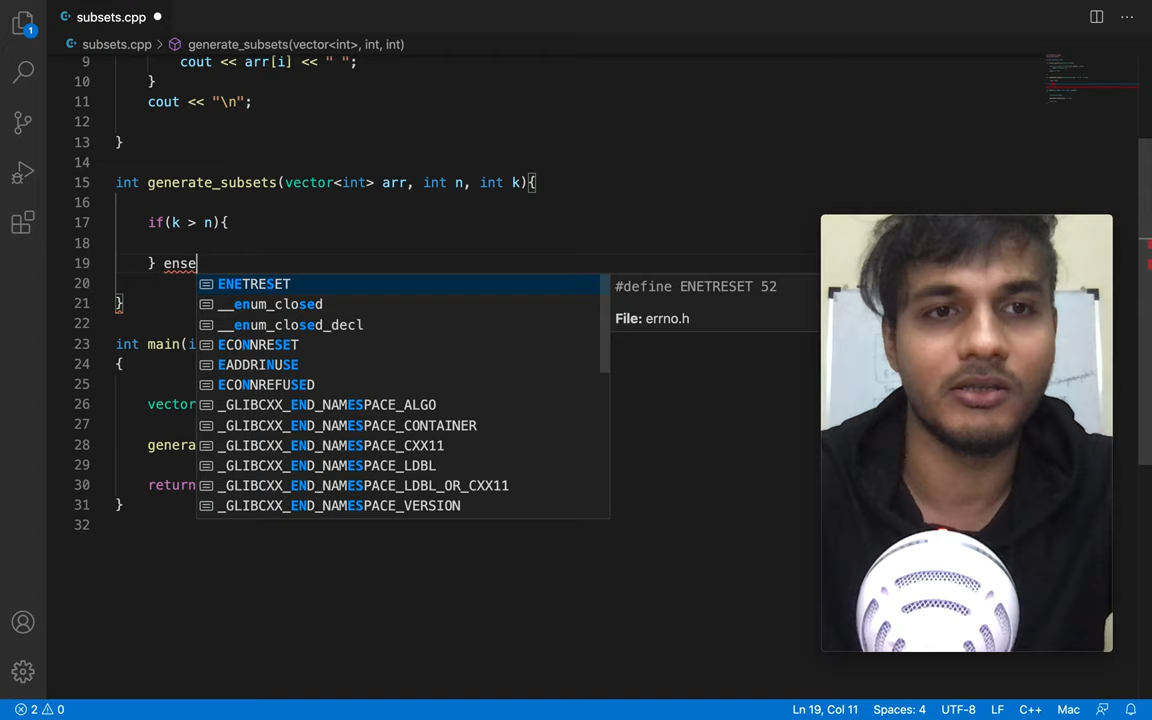 1
subsets.cpp
subsets.cpp > generate_subsets(vector<int>, int, int)
9 cout << arr[i] << " ";
10 }
11 cout << "\n";
12
13 }
14
15 int generate_subsets(vector<int> arr, int n, int k){
16
17 if(k > n){
18
19 } ense
20 ENETRESET #define ENETRESET 52
21 } __enum_closed
22 __enum_closed_decl File: errno.h
23 int main(i ECONNRESET
24 { EADDRINUSE
25 ECONNREFUSED
26 vector _GLIBCXX_END_NAMESPACE_ALGO
27 _GLIBCXX_END_NAMESPACE_CONTAINER
28 genera _GLIBCXX_END_NAMESPACE_CXX11
29 _GLIBCXX_END_NAMESPACE_LDBL
30 return _GLIBCXX_END_NAMESPACE_LDBL_OR_CXX11
31 } _GLIBCXX_END_NAMESPACE_VERSION
32
2 0 Ln 19, Col 11 Spaces: 4 UTF-8 LF C++ Mac